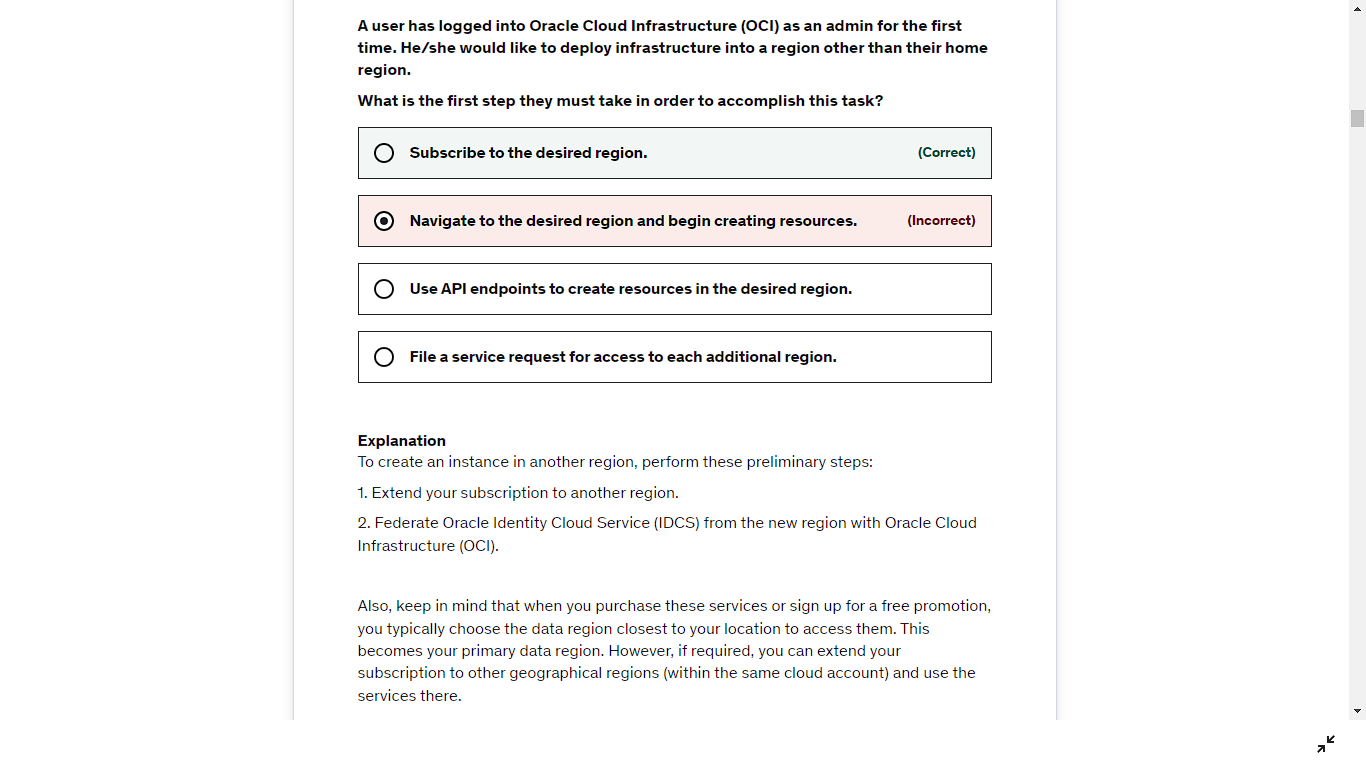 A user has logged into Oracle Cloud Infrastructure (OCI) as an admin for the first
time. He/she would like to deploy infrastructure into a region other than their home
region.
What is the first step they must take in order to accomplish this task?
Subscribe to the desired region. (Correct)
Navigate to the desired region and begin creating resources. (Incorrect)
Use API endpoints to create resources in the desired region.
File a service request for access to each additional region.
Explanation
To create an instance in another region, perform these preliminary steps:
1. Extend your subscription to another region.
2. Federate Oracle Identity Cloud Service (IDCS) from the new region with Oracle Cloud
Infrastructure (OCI).
Also, keep in mind that when you purchase these services or sign up for a free promotion,
you typically choose the data region closest to your location to access them. This
becomes your primary data region. However, if required, you can extend your
subscription to other geographical regions (within the same cloud account) and use the
services there.